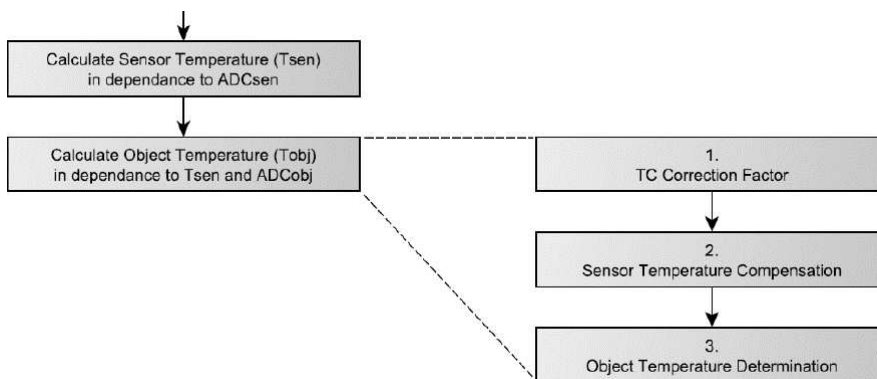 Calculate Sensor Temperature (Tsen)
in dependance to ADCsen
Calculate Object Temperature (Tobj)
in dependance to Tsen and ADCobj
1.
TC Correction Factor
2.
Sensor Temperature Compensation
3.
Object Temperature Determination